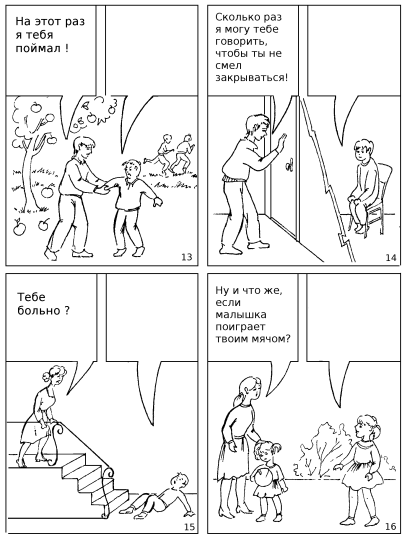 На этот раз
я тебя
поймал !
Сколько раз
я могу тебе
говорить,
чтобы ты не
смел
закрываться!
13
14
Тебе
больно ?
Ну и что же,
если
малышка
поиграет
твоим мячом?
15
16